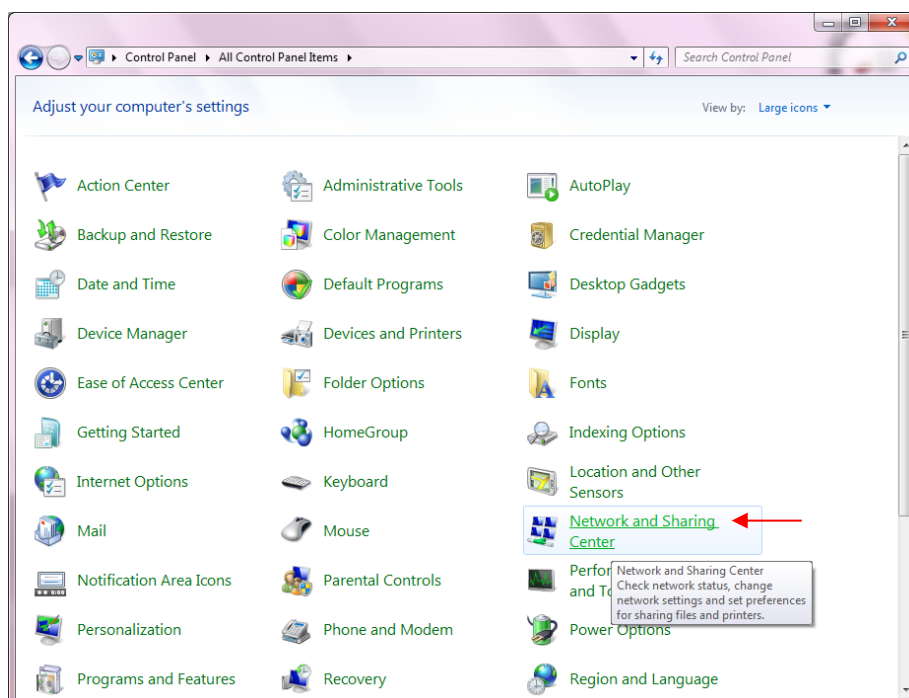 Control Panel All Control Panel Items
Search Control Panel
Adjust your computer's settings
View by: Large icons
Action Center
Administrative Tools
AutoPlay
Backup and Restore
Color Management
Credential Manager
Date and Time
Default Programs
Desktop Gadgets
Device Manager
Devices and Printers
Display
Ease of Access Center
Folder Options
Fonts
Getting Started
HomeGroup
Indexing Options
Internet Options
Keyboard
Location and Other
Sensors
Mail
Mouse
Network and Sharing
Center
Notification Area Icons
Parental Controls
Perfor
and To
Network and Sharing Center
Check network status, change
network settings and set preferences
for sharing files and printers.
Personalization
Phone and Modem
Power Options
Programs and Features
Recovery
Region and Language